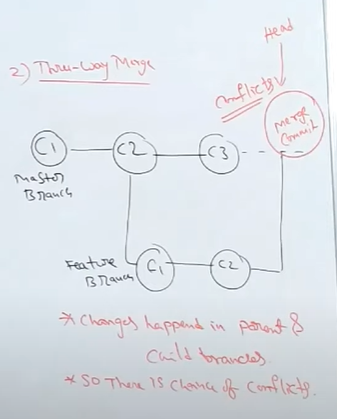 Head
2) Three-Way Merge
Conflicts
Merge
Commit
C1
C2
C3
Master
Branch
Feature
Branch
C1
C2
* Changes happend in parent &
Child branches.
* SO There IS Chance of Conflicts.